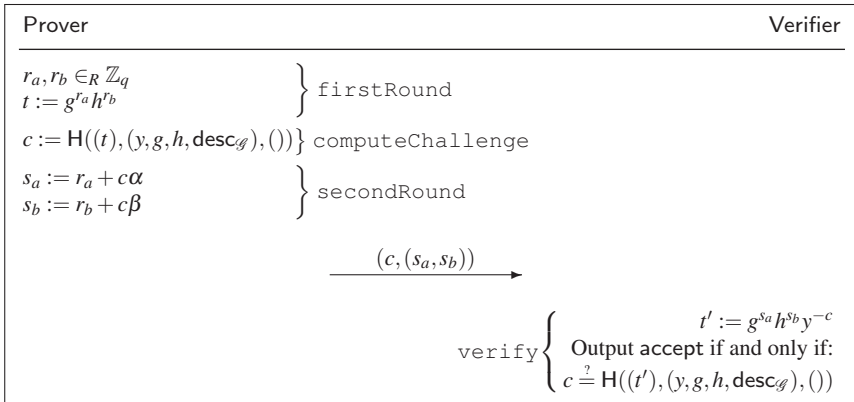 Prover Verifier
r_a, r_b ∈_R ℤ_q
t := g^{r_a} h^{r_b}
} firstRound
c := H((t),(y,g,h,desc_𝒢),()) } computeChallenge
s_a := r_a + cα
s_b := r_b + cβ
} secondRound
(c,(s_a,s_b))
verify {
t′ := g^{s_a} h^{s_b} y^{−c}
Output accept if and only if:
c ≟ H((t′),(y,g,h,desc_𝒢),())